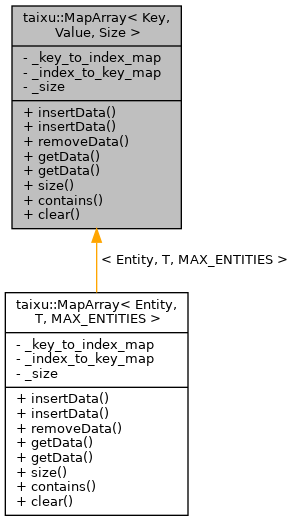 taixu::MapArray< Key,
Value, Size >
- _key_to_index_map
- _index_to_key_map
- _size
+ insertData()
+ insertData()
+ removeData()
+ getData()
+ getData()
+ size()
+ contains()
+ clear()
< Entity, T, MAX_ENTITIES >
taixu::MapArray< Entity,
T, MAX_ENTITIES >
- _key_to_index_map
- _index_to_key_map
- _size
+ insertData()
+ insertData()
+ removeData()
+ getData()
+ getData()
+ size()
+ contains()
+ clear()